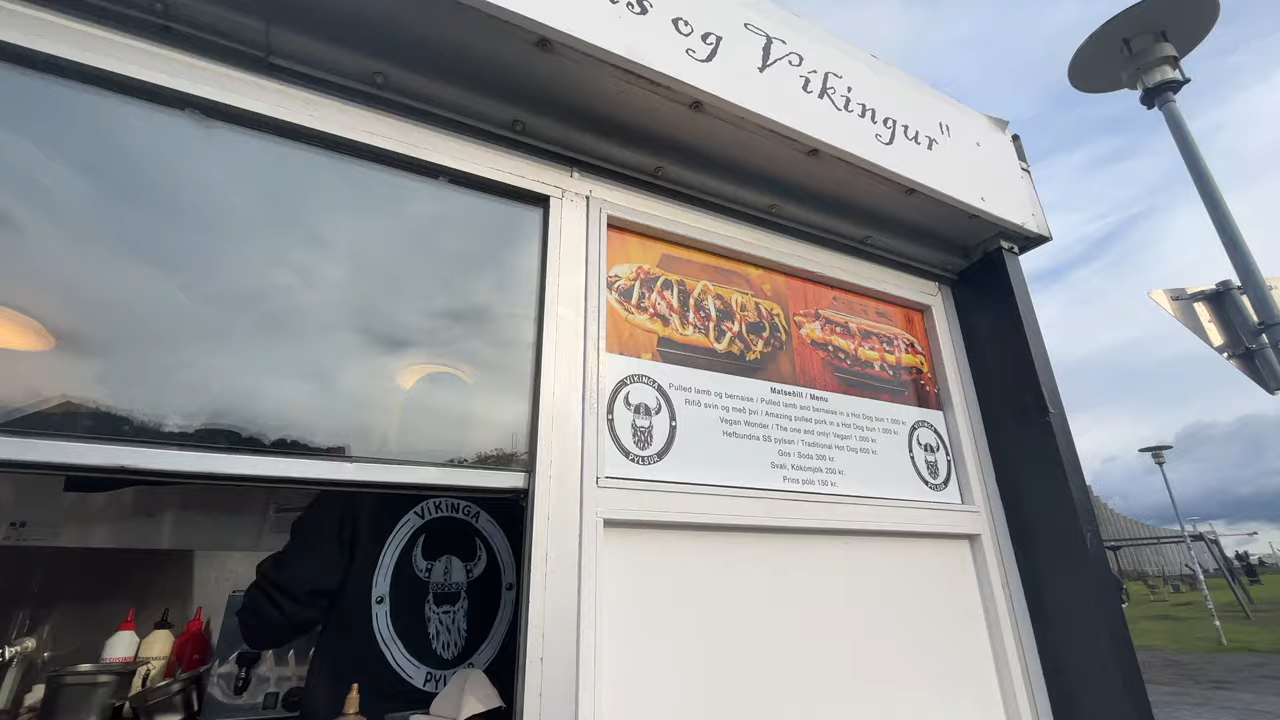 og Víkingur"
Matseðill / Menu
Pulled lamb og bernaise / Pulled lamb and bernaise in a Hot Dog bun 1.000 kr.
Rifið svín og með því / Amazing pulled pork in a Hot Dog bun 1.000 kr.
Vegan Wonder / The one and only! Vegan! 1.000 kr.
Hefbundna SS pylsan / Traditional Hot Dog 600 kr.
Gos / Soda 300 kr.
Svali, Kókómjólk 200 kr.
Prins póló 150 kr.
VÍKINGA
PYLSUR
VÍKINGA
PYLSUR
VÍKINGA